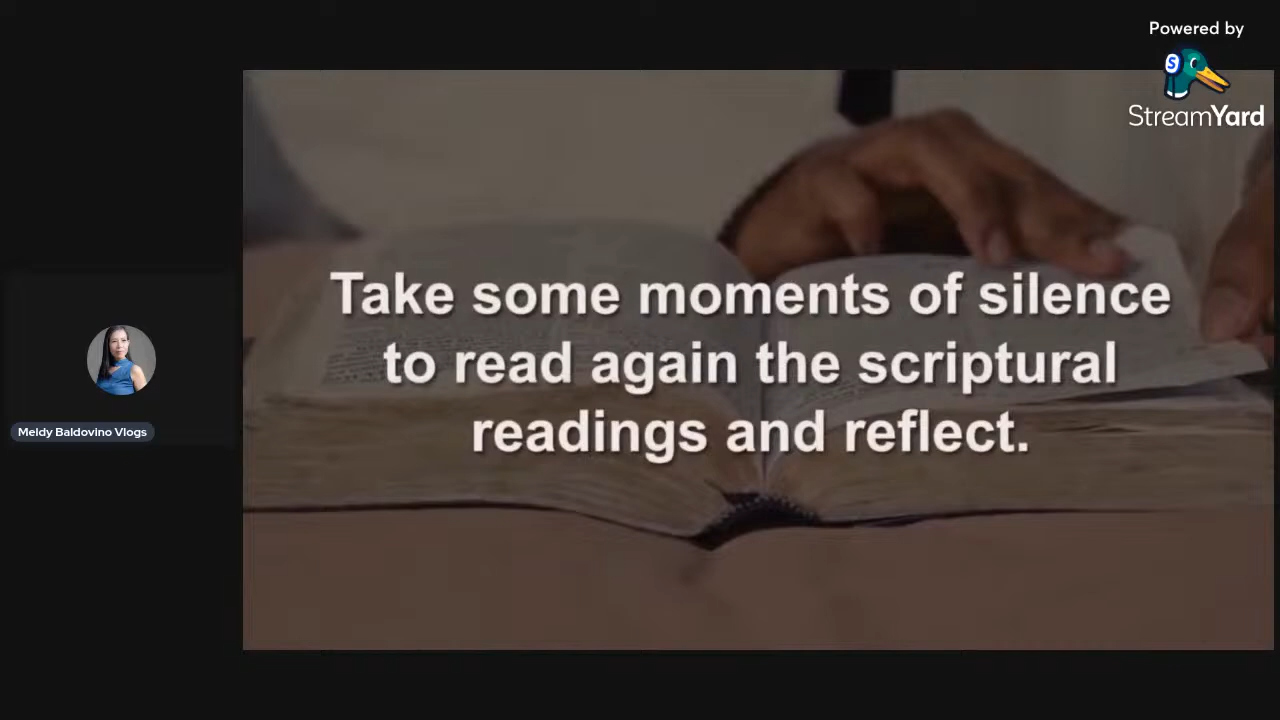 Powered by
StreamYard
Take some moments of silence
to read again the scriptural
readings and reflect.
Meldy Baldovino Vlogs